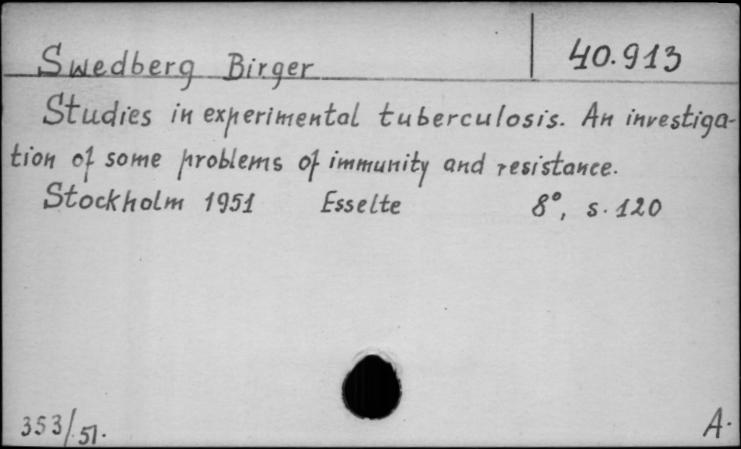 Swedberg Birger 40.913
Studies in experimental tuberculosis. An investiga-
tion of some problems of immunity and resistance.
Stockholm 1951 Esselte 8°, s. 120
353/51. A.